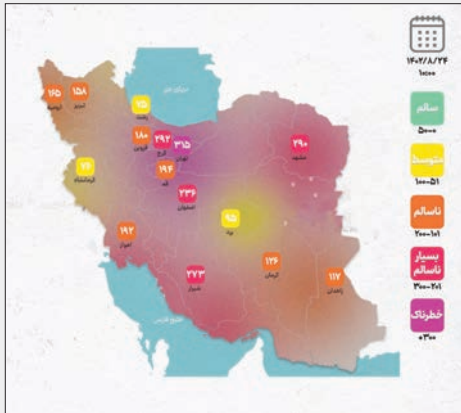 ۱۴۰۲/۸/۲۴
۱۰:۰۰
سالم
۵۰-۰
متوسط
۱۰۰-۵۱
ناسالم
۲۰۰-۱۰۱
بسیار
ناسالم
۳۰۰-۲۰۱
خطرناک
+۳۰۰
۱۶۵
ارومیه
۱۵۸
تبریز
۷۵
رشت
۱۸۰
قزوین
۲۹۲
کرج
۳۱۵
تهران
۱۹۴
قم
۲۹۰
مشهد
۷۶
کرمانشاه
۲۳۶
اصفهان
۹۵
یزد
۱۹۲
اهواز
۲۷۳
شیراز
۱۲۶
کرمان
۱۱۷
زاهدان
خلیج فارس